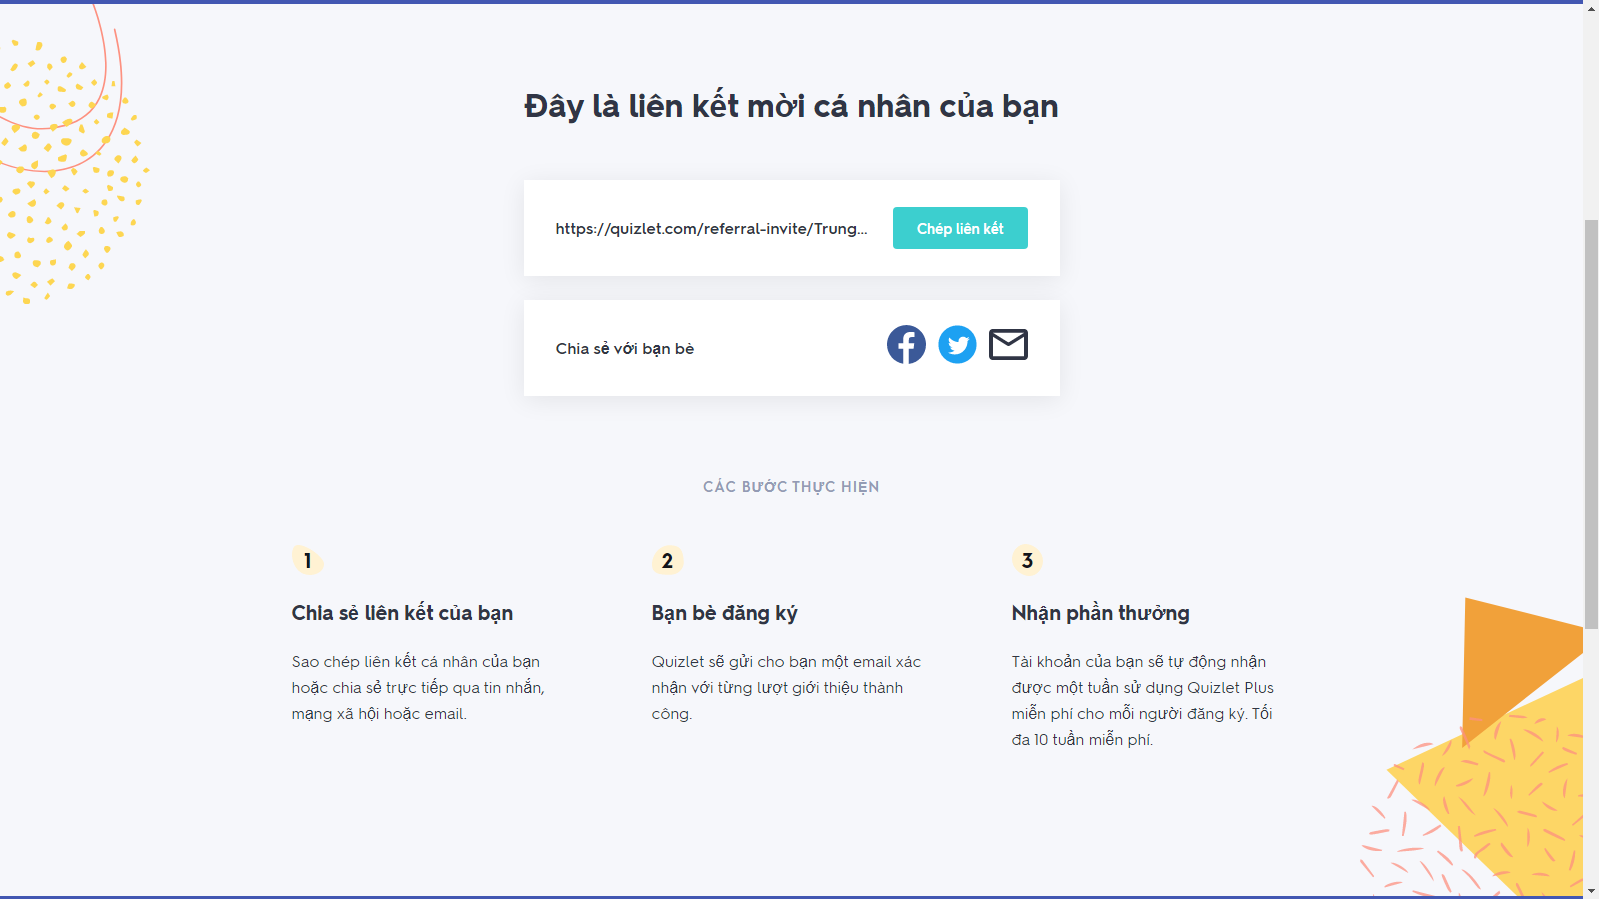 Đây là liên kết mời cá nhân của bạn
https://quizlet.com/referral-invite/Trung...
Chép liên kết
Chia sẻ với bạn bè
CÁC BƯỚC THỰC HIỆN
1
Chia sẻ liên kết của bạn
Sao chép liên kết cá nhân của bạn
hoặc chia sẻ trực tiếp qua tin nhắn,
mạng xã hội hoặc email.
2
Bạn bè đăng ký
Quizlet sẽ gửi cho bạn một email xác
nhận với từng lượt giới thiệu thành
công.
3
Nhận phần thưởng
Tài khoản của bạn sẽ tự động nhận
được một tuần sử dụng Quizlet Plus
miễn phí cho mỗi người đăng ký. Tối
đa 10 tuần miễn phí.